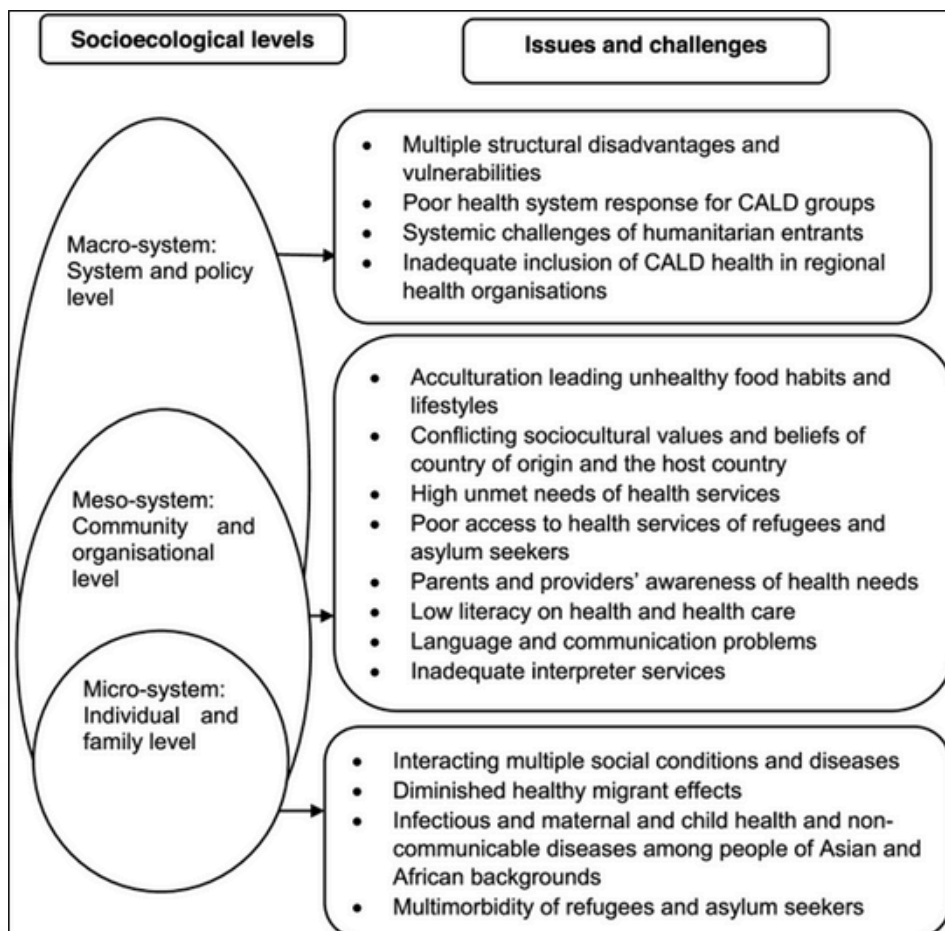 Socioecological levels
Issues and challenges
Macro-system:
System and policy
level
• Multiple structural disadvantages and
vulnerabilities
• Poor health system response for CALD groups
• Systemic challenges of humanitarian entrants
• Inadequate inclusion of CALD health in regional
health organisations
Meso-system:
Community and
organisational
level
• Acculturation leading unhealthy food habits and
lifestyles
• Conflicting sociocultural values and beliefs of
country of origin and the host country
• High unmet needs of health services
• Poor access to health services of refugees and
asylum seekers
• Parents and providers' awareness of health needs
• Low literacy on health and health care
• Language and communication problems
• Inadequate interpreter services
Micro-system:
Individual and
family level
• Interacting multiple social conditions and diseases
• Diminished healthy migrant effects
• Infectious and maternal and child health and non-
communicable diseases among people of Asian and
African backgrounds
• Multimorbidity of refugees and asylum seekers